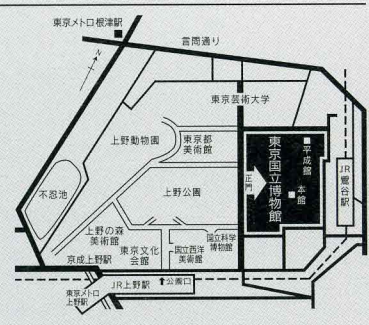 東京メトロ根津駅
言問通り
N
東京芸術大学
上野動物園
東京都
美術館
平成館
東京国立博物館
正門
本館
JR鶯谷駅
不忍池
上野公園
上野の森
美術館
東京文化
会館
国立科学
博物館
国立西洋
美術館
京成上野駅
東京メトロ
上野駅
JR上野駅
↑公園口